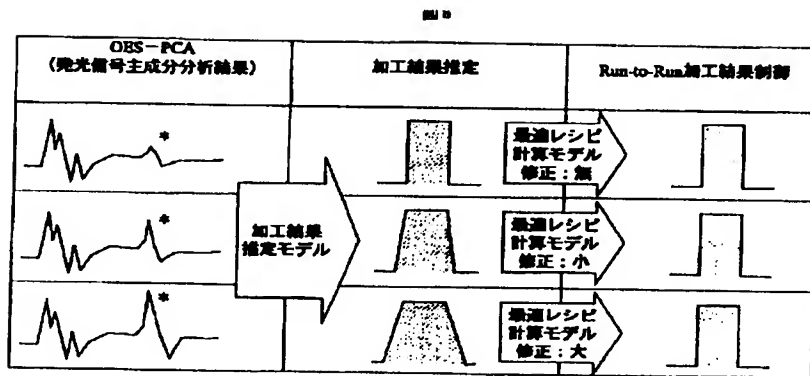 OES－PCA
（発光信号主成分分析結果）
加工結果推定
Run-to-Run加工結果制御
*
最適レシピ
計算モデル
修正：無
*
加工結果
推定モデル
最適レシピ
計算モデル
修正：小
*
最適レシピ
計算モデル
修正：大